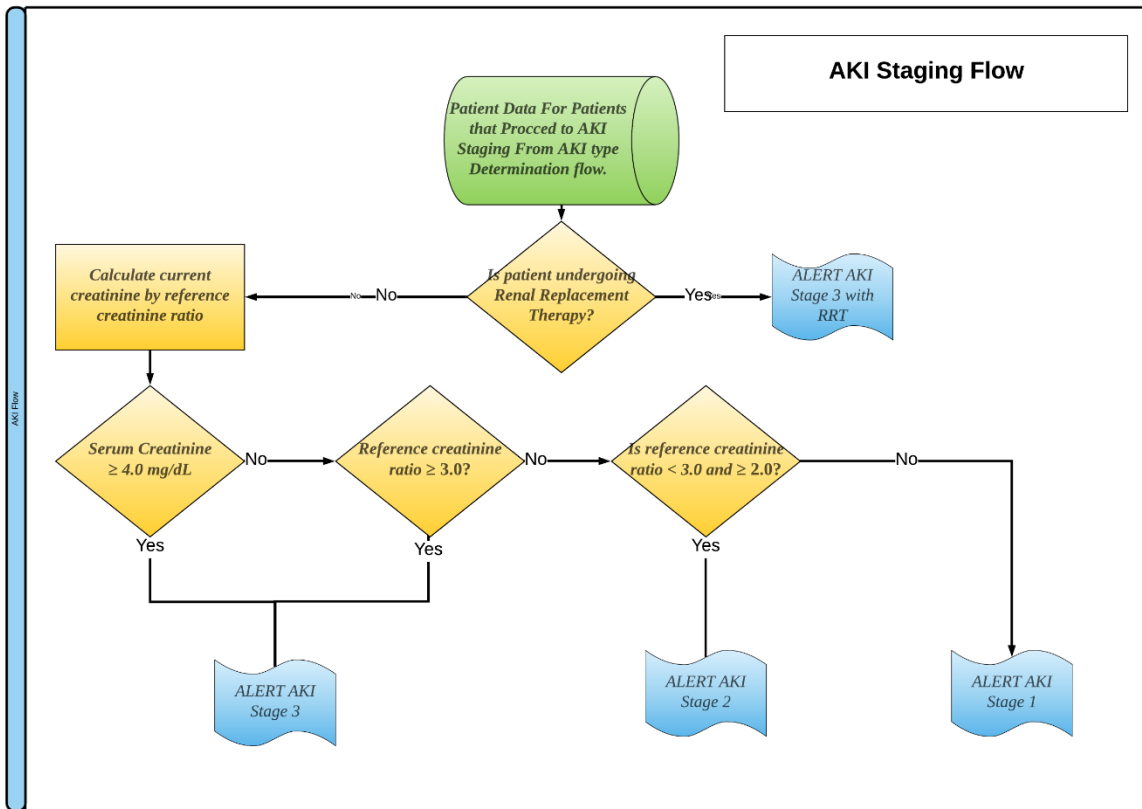 AKI Staging Flow
Patient Data For Patients
that Procced to AKI
Staging From AKI type
Determination flow.
Is patient undergoing
Renal Replacement
Therapy?
Yes
Yes
ALERT AKI
Stage 3 with
RRT
No
No
Calculate current
creatinine by reference
creatinine ratio
AKI Flow
Serum Creatinine
≥ 4.0 mg/dL
No
Reference creatinine
ratio ≥ 3.0?
No
Is reference creatinine
ratio < 3.0 and ≥ 2.0?
No
Yes
Yes
Yes
ALERT AKI
Stage 3
ALERT AKI
Stage 2
ALERT AKI
Stage 1